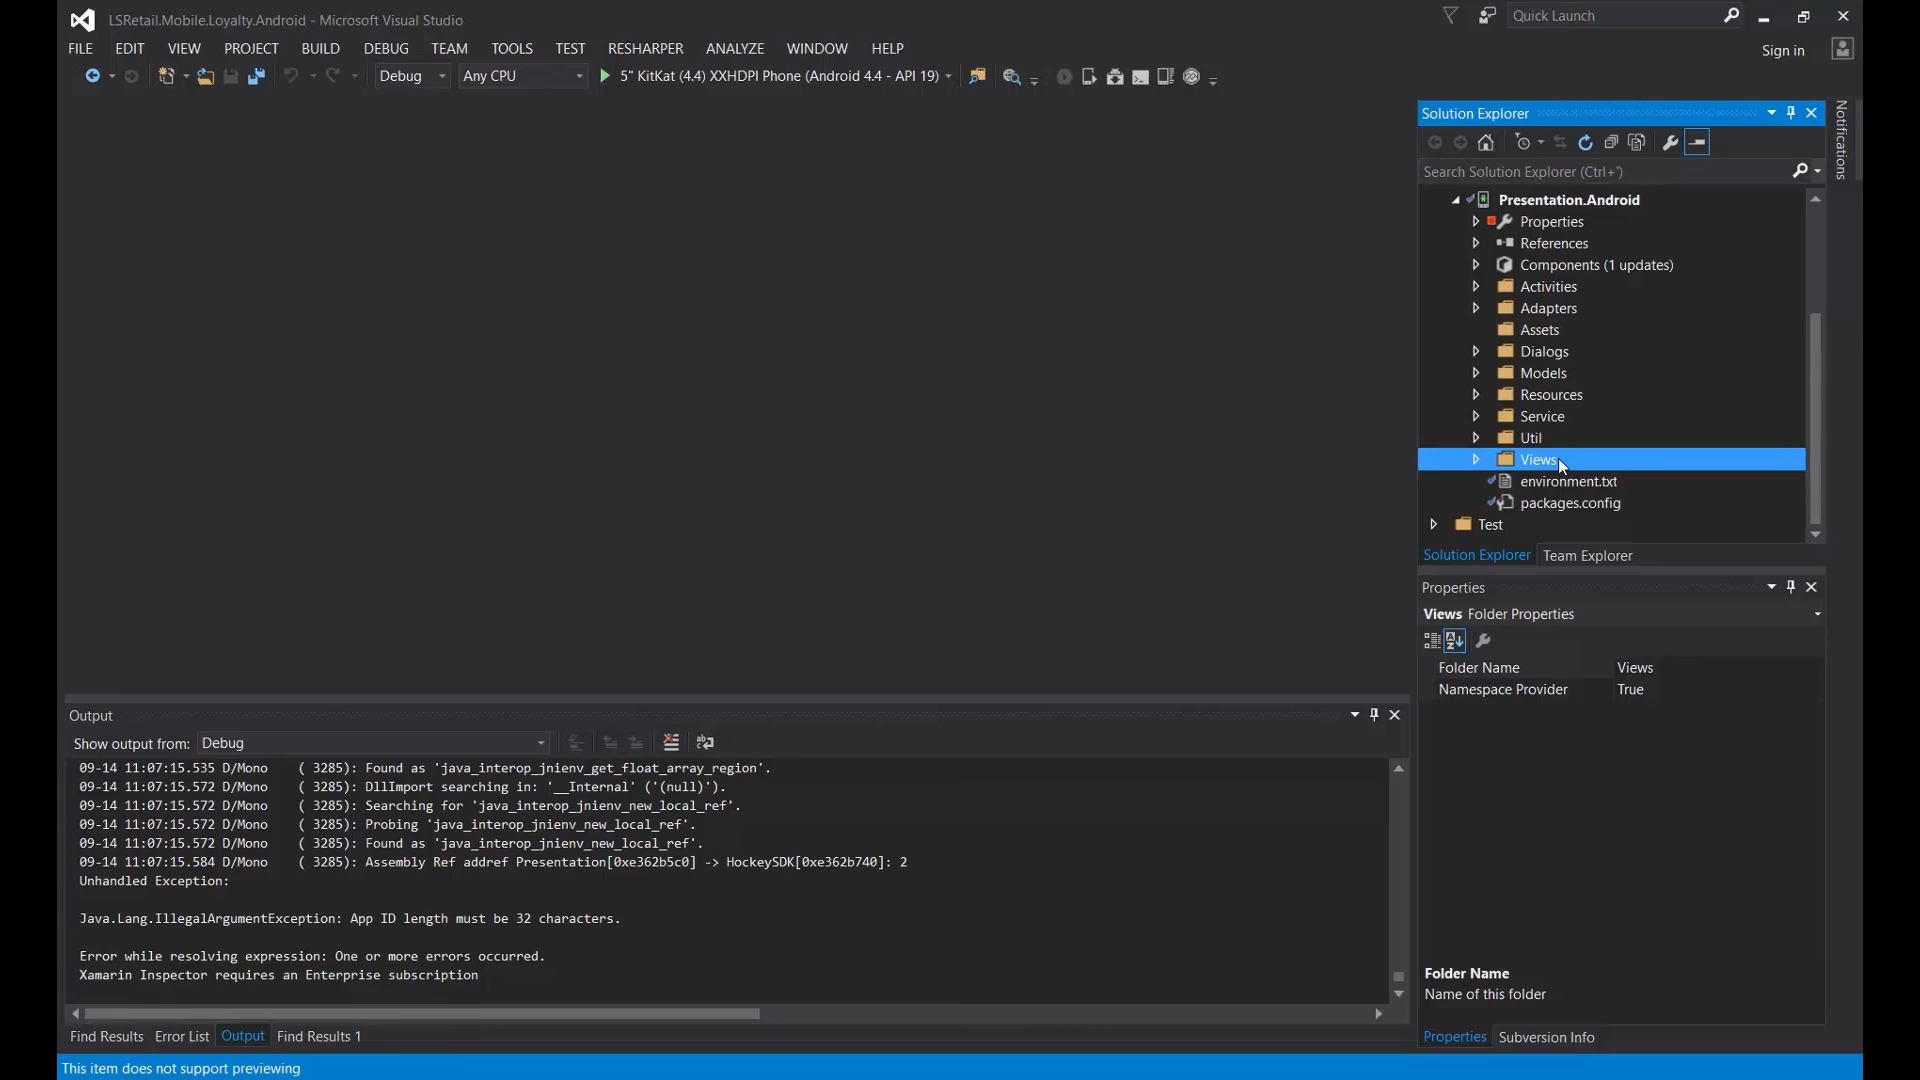 LSRetail.Mobile.Loyalty.Android - Microsoft Visual Studio
Quick Launch
FILE EDIT VIEW PROJECT BUILD DEBUG TEAM TOOLS TEST RESHARPER ANALYZE WINDOW HELP
Sign in
Debug Any CPU 5" KitKat (4.4) XXHDPI Phone (Android 4.4 - API 19)
Solution Explorer
Notifications
Search Solution Explorer (Ctrl+')
Presentation.Android
Properties
References
Components (1 updates)
Activities
Adapters
Assets
Dialogs
Models
Resources
Service
Util
Views
environment.txt
packages.config
Test
Solution Explorer Team Explorer
Properties
Views Folder Properties
Folder Name Views
Namespace Provider True
Folder Name
Name of this folder
Properties Subversion Info
Output
Show output from: Debug
09-14 11:07:15.535 D/Mono ( 3285): Found as 'java_interop_jnienv_get_float_array_region'.
09-14 11:07:15.572 D/Mono ( 3285): DllImport searching in: '__Internal' ('(null)').
09-14 11:07:15.572 D/Mono ( 3285): Searching for 'java_interop_jnienv_new_local_ref'.
09-14 11:07:15.572 D/Mono ( 3285): Probing 'java_interop_jnienv_new_local_ref'.
09-14 11:07:15.572 D/Mono ( 3285): Found as 'java_interop_jnienv_new_local_ref'.
09-14 11:07:15.584 D/Mono ( 3285): Assembly Ref addref Presentation[0xe362b5c0] -> HockeySDK[0xe362b740]: 2
Unhandled Exception:
Java.Lang.IllegalArgumentException: App ID length must be 32 characters.
Error while resolving expression: One or more errors occurred.
Xamarin Inspector requires an Enterprise subscription
Find Results Error List Output Find Results 1
This item does not support previewing